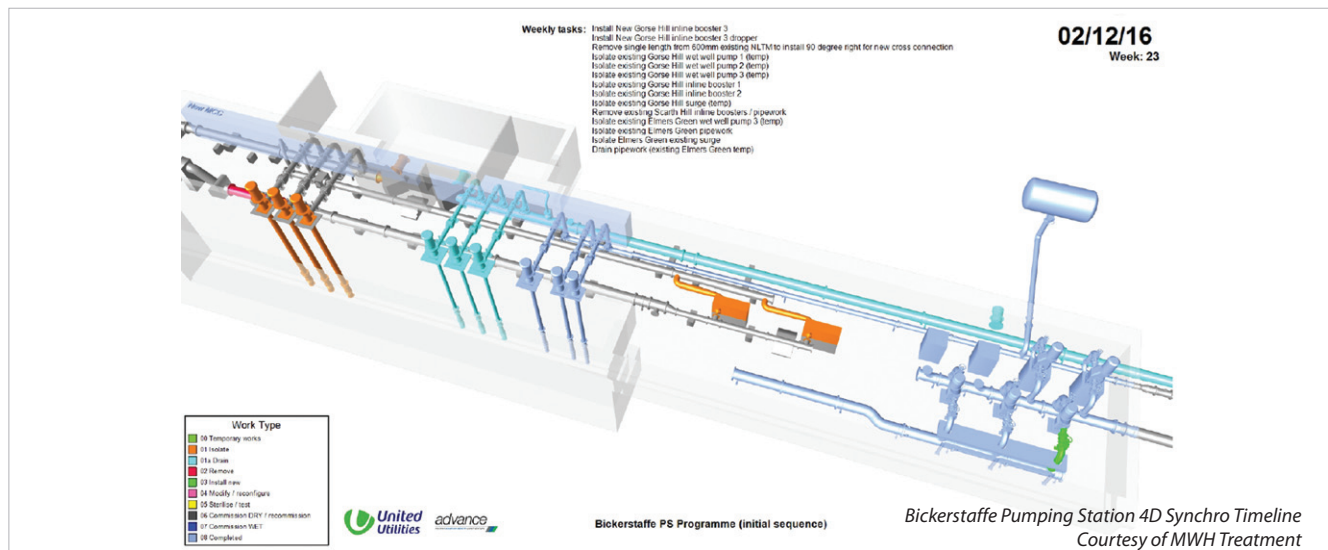 Weekly tasks:
Install New Gorse Hill inline booster 3
Install New Gorse Hill inline booster 3 dropper
Remove single length from 600mm existing NLTM to install 90 degree right for new cross connection
Isolate existing Gorse Hill wet well pump 1 (temp)
Isolate existing Gorse Hill wet well pump 2 (temp)
Isolate existing Gorse Hill wet well pump 3 (temp)
Isolate existing Gorse Hill inline booster 1
Isolate existing Gorse Hill inline booster 2
Isolate existing Gorse Hill surge (temp)
Remove existing Scarth Hill inline boosters / pipework
Isolate existing Elmers Green wet well pump 3 (temp)
Isolate existing Elmers Green pipework
Isolate Elmers Green existing surge
Drain pipework (existing Elmers Green temp)
02/12/16
Week: 23
MCC
Work Type
00 Temporary works
01 Isolate
01a Drain
02 Remove
03 Install new
04 Modify / reconfigure
05 Sterilise / test
06 Commission DRY / recommission
07 Commission WET
08 Completed
United
Utilities
advance
Bickerstaffe PS Programme (initial sequence)
Bickerstaffe Pumping Station 4D Synchro Timeline
Courtesy of MWH Treatment